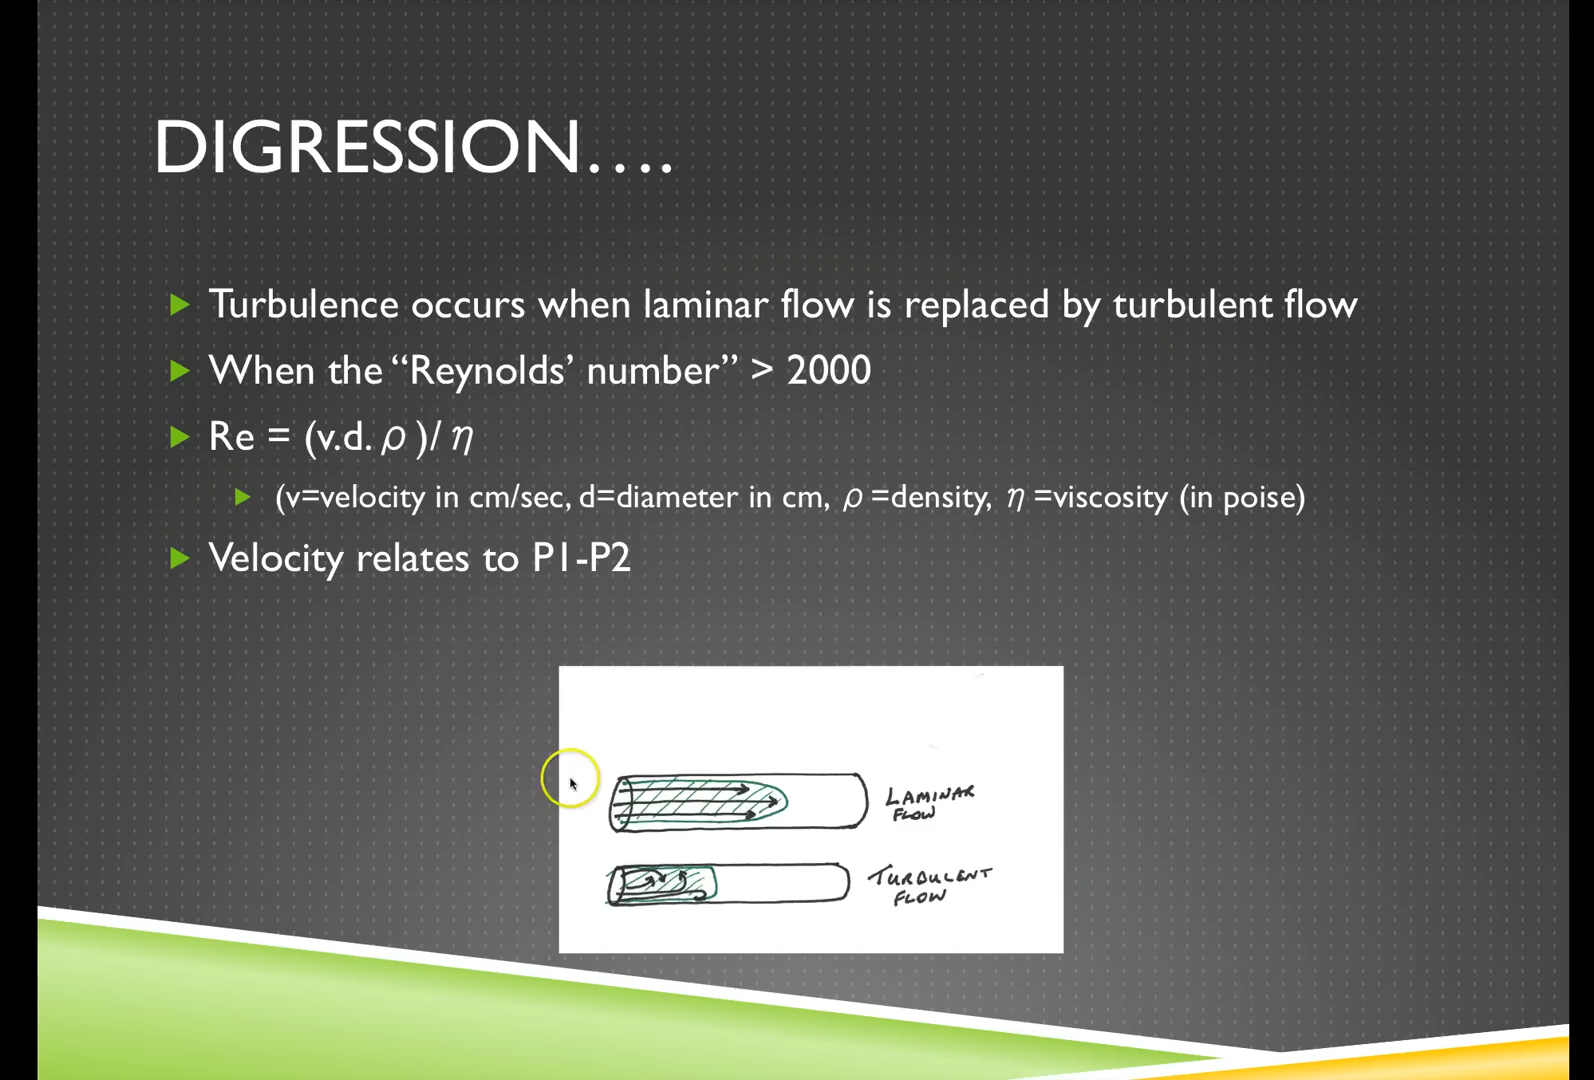 DIGRESSION....
Turbulence occurs when laminar flow is replaced by turbulent flow
When the “Reynolds’ number” > 2000
Re = (v.d. ρ )/ η
(v=velocity in cm/sec, d=diameter in cm, ρ =density, η =viscosity (in poise)
Velocity relates to P1-P2
LAMINAR
FLOW
TURBULENT
FLOW